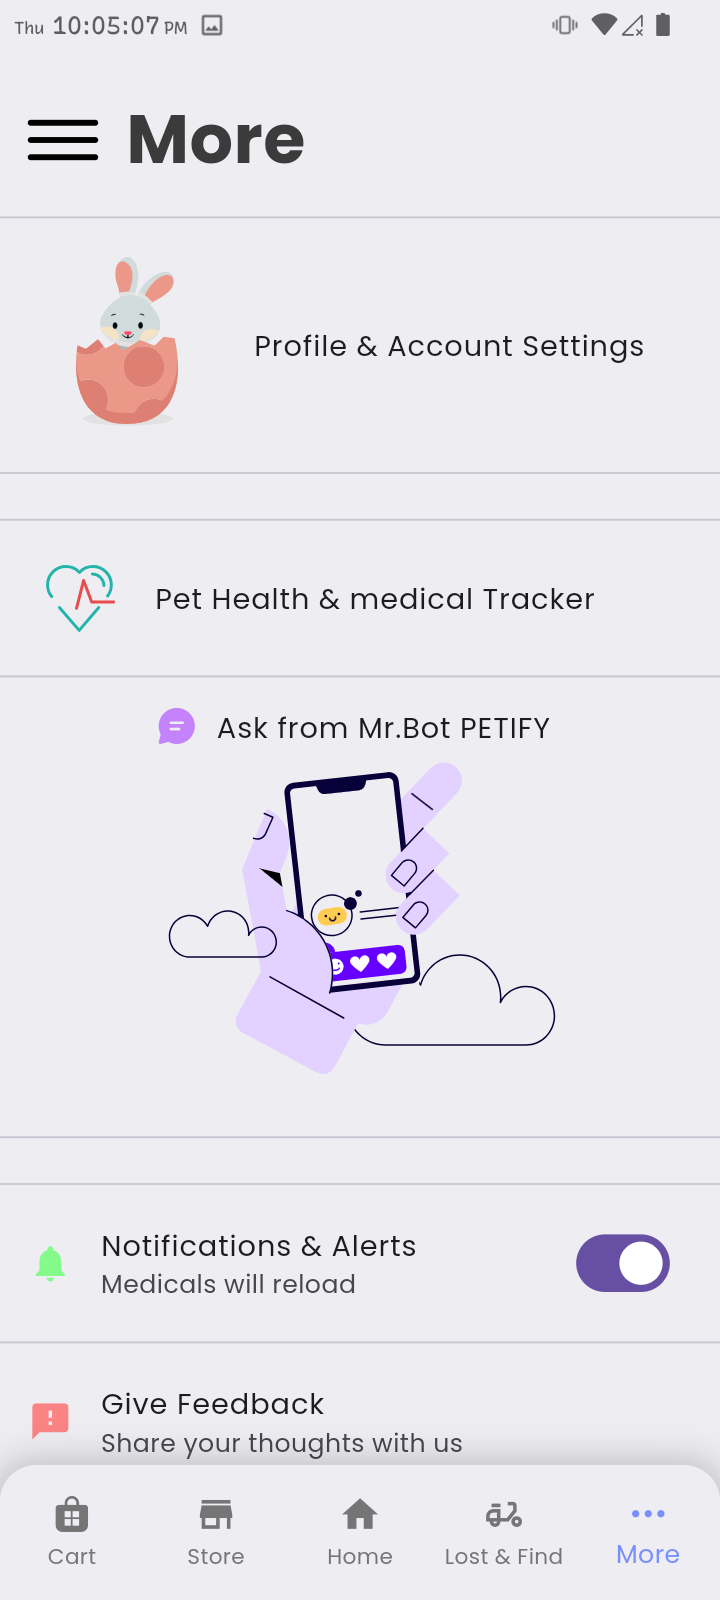 Thu 10:05:07 PM
More
Profile & Account Settings
Pet Health & medical Tracker
Ask from Mr.Bot PETIFY
Notifications & Alerts
Medicals will reload
Give Feedback
Share your thoughts with us
Cart Store Home Lost & Find More